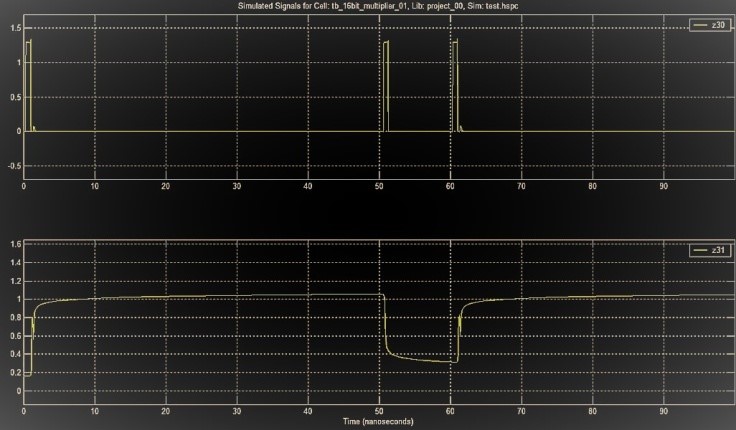 Simulated Signals for Cell: tb_16bit_multiplier_01, Lib: project_00, Sim: test.hspc
z30
1.5
1
0.5
0
-0.5
0 10 20 30 40 50 60 70 80 90
z31
1.6
1.4
1.2
1
0.8
0.6
0.4
0.2
0
0 10 20 30 40 50 60 70 80 90
Time (nanoseconds)